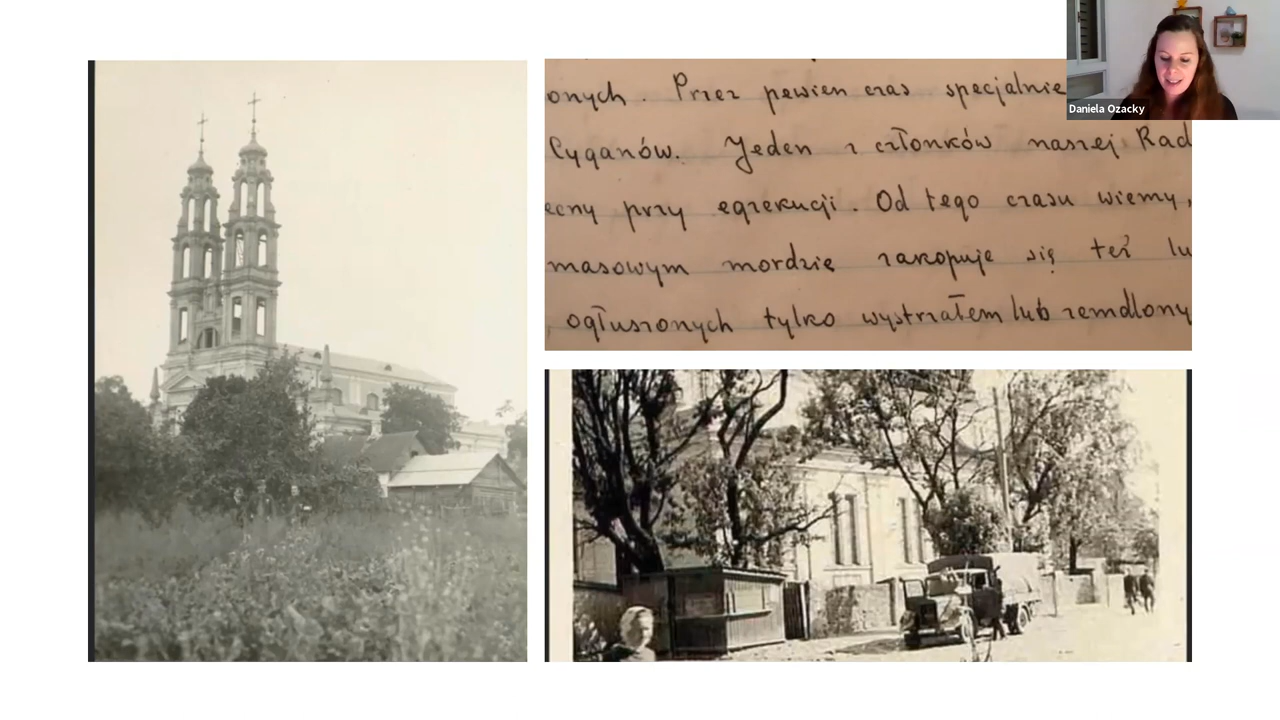 Daniela Ozacky
onych. Przez pewien czas specjalnie
Cyganów. Jeden z członków naszej Rad
ecny przy egzekucji. Od tego czasu wiemy,
masowym mordzie zakopuje się też lu
ogłuszonych tylko wystrzałem lub zemdlony